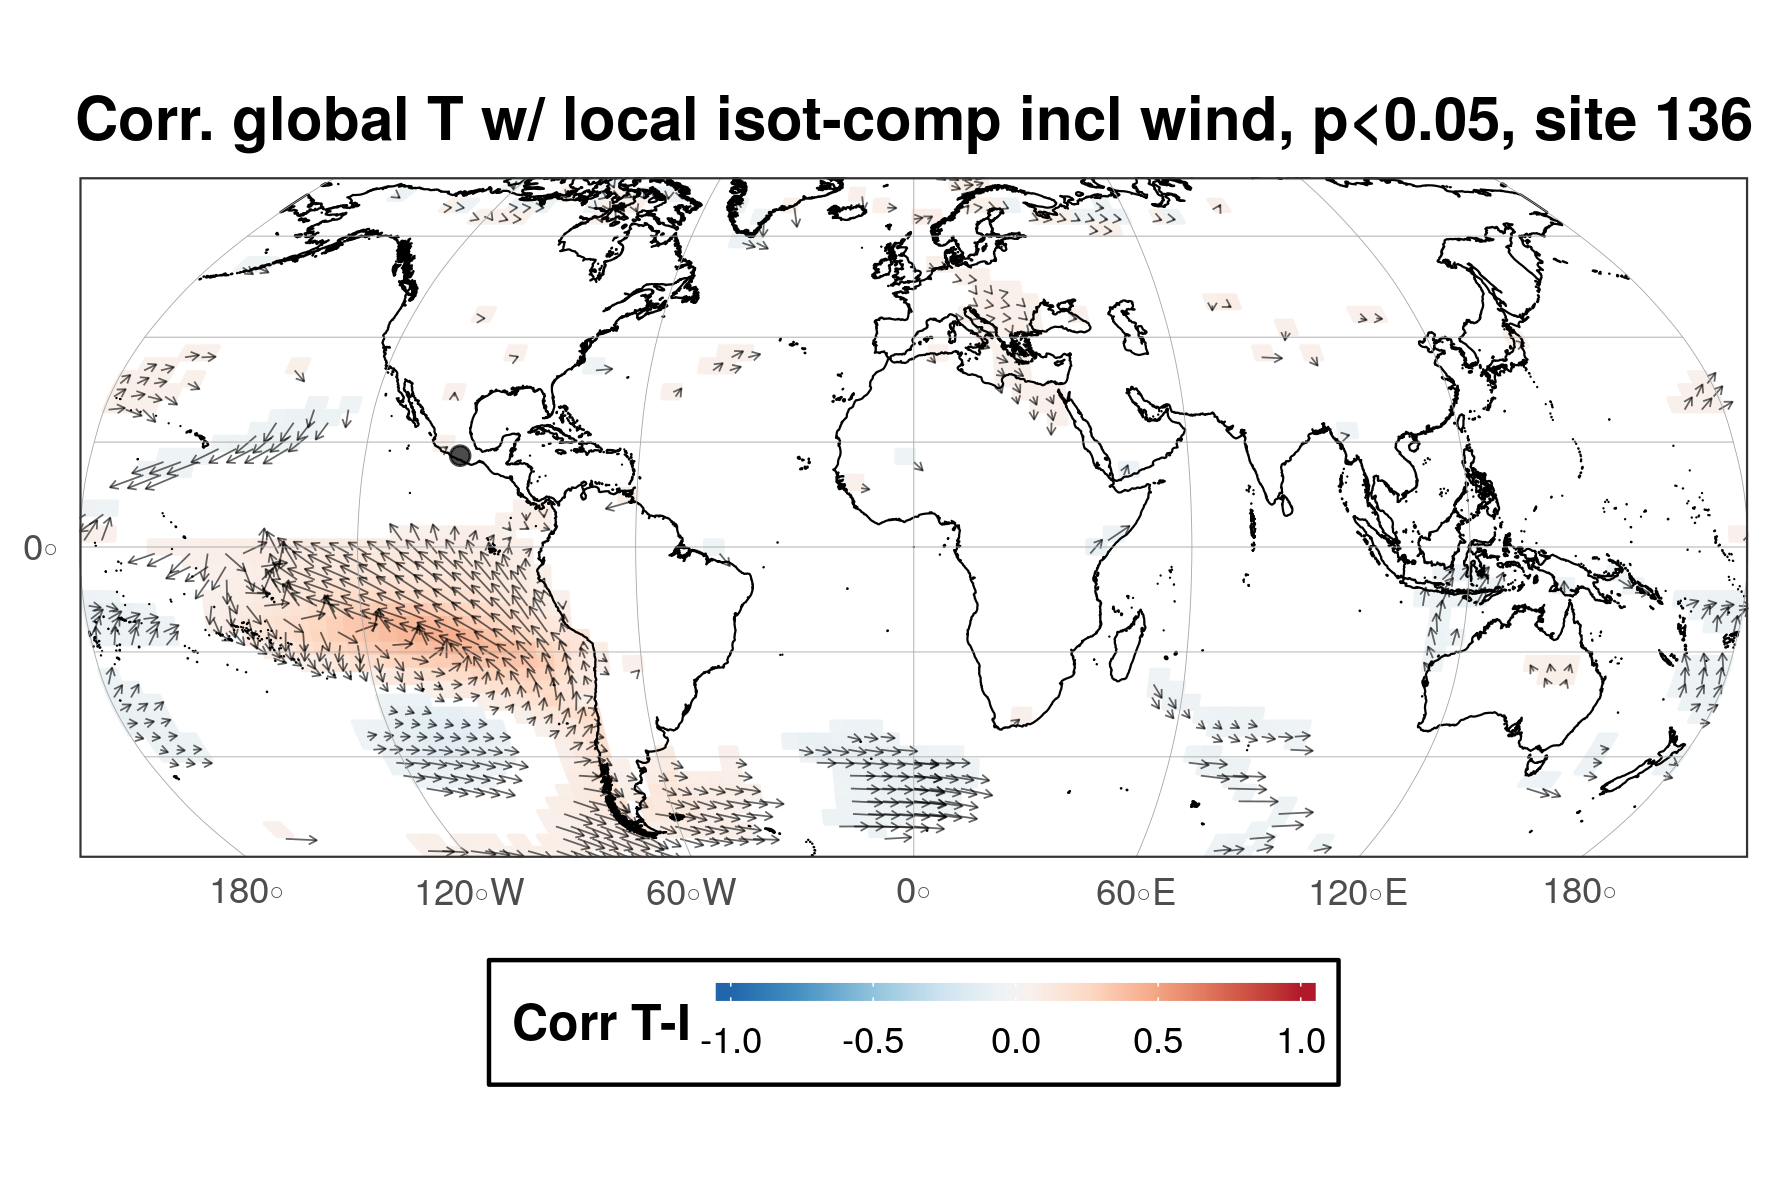 Corr. global T w/ local isot-comp incl wind, p<0.05, site 136
0°
180° 120°W 60°W 0° 60°E 120°E 180°
Corr T-I
-1.0 -0.5 0.0 0.5 1.0